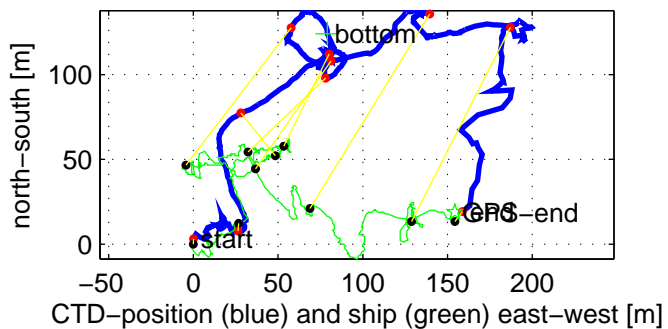 bottom
north−south [m]
100
50
0
start
end
GPS−end
−50
0
50
100
150
200
CTD−position (blue) and ship (green) east−west [m]